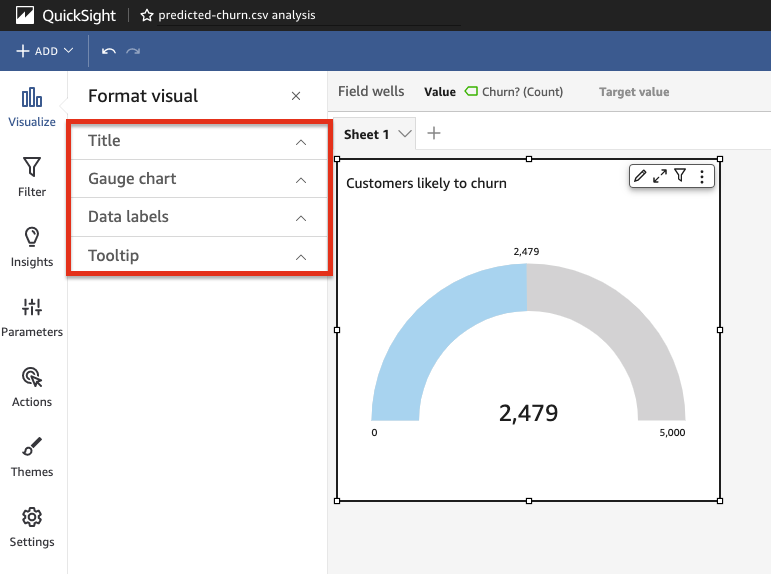 QuickSight predicted-churn.csv analysis
ADD
Visualize
Filter
Insights
Parameters
Actions
Themes
Settings
Format visual
Title
Gauge chart
Data labels
Tooltip
Field wells Value Churn? (Count) Target value
Sheet 1
Customers likely to churn
2,479
2,479
0 5,000